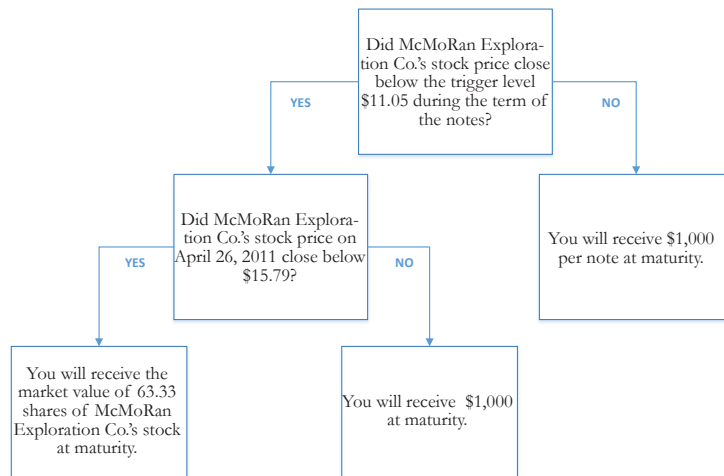 Did McMoRan Explora-
tion Co.'s stock price close
below the trigger level
$11.05 during the term of
the notes?
YES
NO
Did McMoRan Explora-
tion Co.'s stock price on
April 26, 2011 close below
$15.79?
You will receive $1,000
per note at maturity.
YES
NO
You will receive the
market value of 63.33
shares of McMoRan
Exploration Co.'s stock
at maturity.
You will receive $1,000
at maturity.